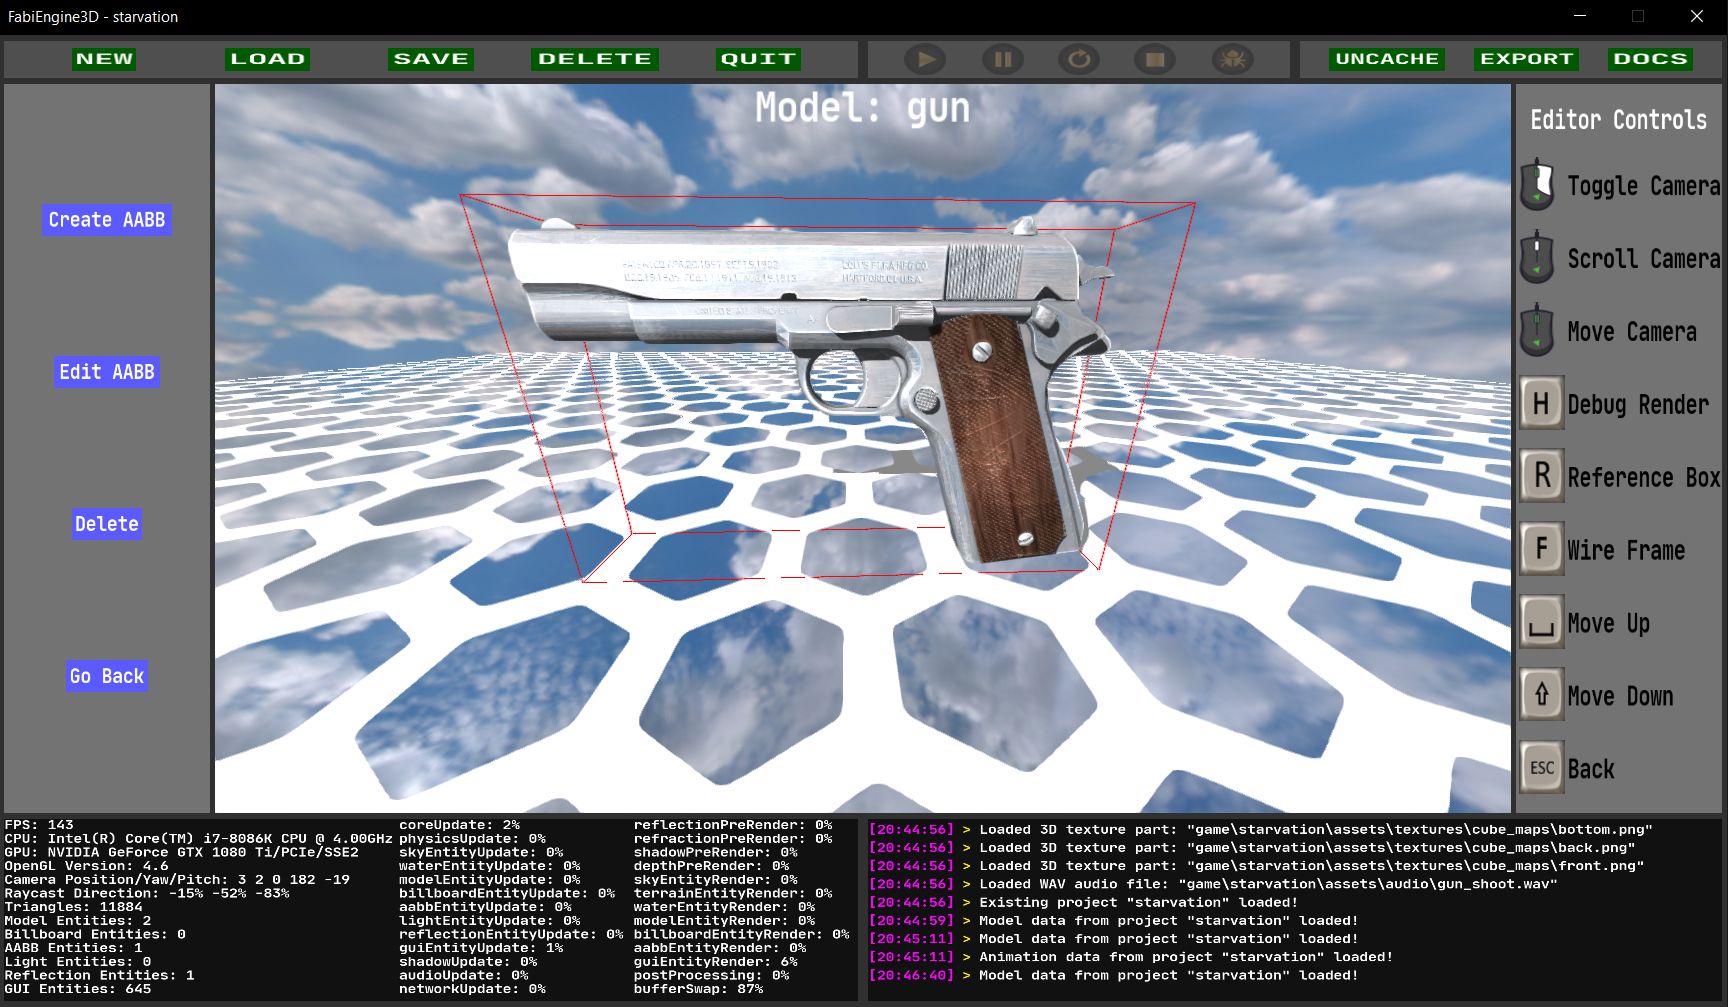 FabiEngine3D - starvation
NEW LOAD SAVE DELETE QUIT UNCACHE EXPORT DOCS
Model: gun
Create AABB
Edit AABB
Delete
Go Back
HARTFORD.CT.U.S.A.
Editor Controls
Toggle Camera
Scroll Camera
Move Camera
H Debug Render
R Reference Box
F Wire Frame
Move Up
Move Down
ESC Back
FPS: 143
CPU: Intel(R) Core(TM) i7-8086K CPU @ 4.00GHz
GPU: NVIDIA GeForce GTX 1080 Ti/PCIe/SSE2
OpenGL Version: 4.6
Camera Position/Yaw/Pitch: 3 2 0 182 -19
Raycast Direction: -15% -52% -83%
Triangles: 11884
Model Entities: 2
Billboard Entities: 0
AABB Entities: 1
Light Entities: 0
Reflection Entities: 1
GUI Entities: 645
coreUpdate: 2%
physicsUpdate: 0%
skyEntityUpdate: 0%
waterEntityUpdate: 0%
modelEntityUpdate: 0%
billboardEntityUpdate: 0%
aabbEntityUpdate: 0%
lightEntityUpdate: 0%
reflectionEntityUpdate: 0%
guiEntityUpdate: 1%
shadowUpdate: 0%
audioUpdate: 0%
networkUpdate: 0%
reflectionPreRender: 0%
refractionPreRender: 0%
shadowPreRender: 0%
depthPreRender: 0%
skyEntityRender: 0%
terrainEntityRender: 0%
waterEntityRender: 0%
modelEntityRender: 0%
billboardEntityRender: 0%
aabbEntityRender: 0%
guiEntityRender: 6%
postProcessing: 0%
bufferSwap: 87%
[20:44:56] > Loaded 3D texture part: "game\starvation\assets\textures\cube_maps\bottom.png"
[20:44:56] > Loaded 3D texture part: "game\starvation\assets\textures\cube_maps\back.png"
[20:44:56] > Loaded 3D texture part: "game\starvation\assets\textures\cube_maps\front.png"
[20:44:56] > Loaded WAV audio file: "game\starvation\assets\audio\gun_shoot.wav"
[20:44:56] > Existing project "starvation" loaded!
[20:44:59] > Model data from project "starvation" loaded!
[20:45:11] > Model data from project "starvation" loaded!
[20:45:11] > Animation data from project "starvation" loaded!
[20:46:40] > Model data from project "starvation" loaded!